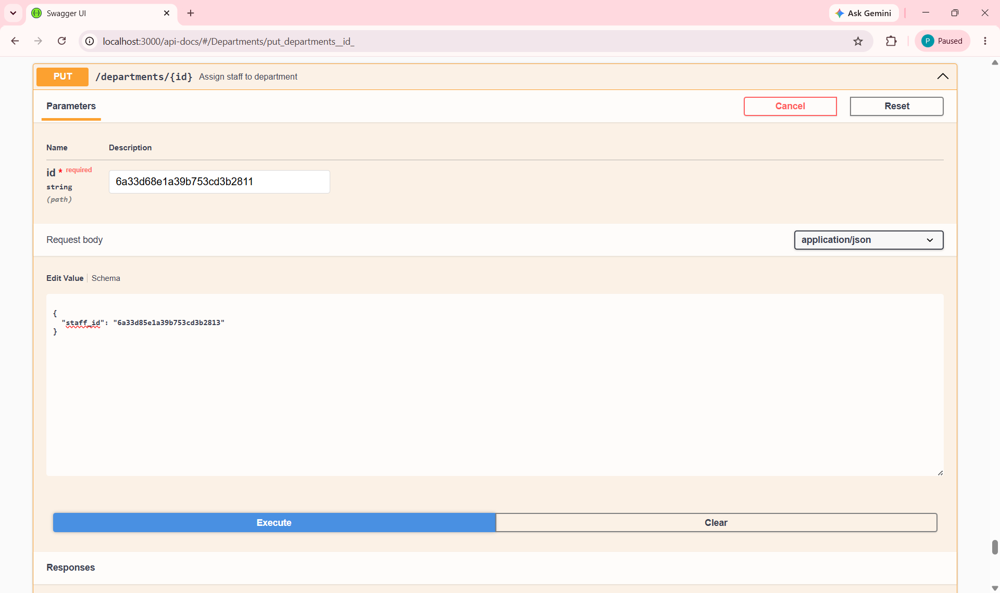 Swagger UI
Ask Gemini
localhost:3000/api-docs/#/Departments/put_departments__id_
P Paused
PUT /departments/{id} Assign staff to department
Parameters
Cancel
Reset
Name Description
id * required
string
(path)
6a33d68e1a39b753cd3b2811
Request body
application/json
Edit Value Schema
{
"staff_id": "6a33d85e1a39b753cd3b2813"
}
Execute
Clear
Responses